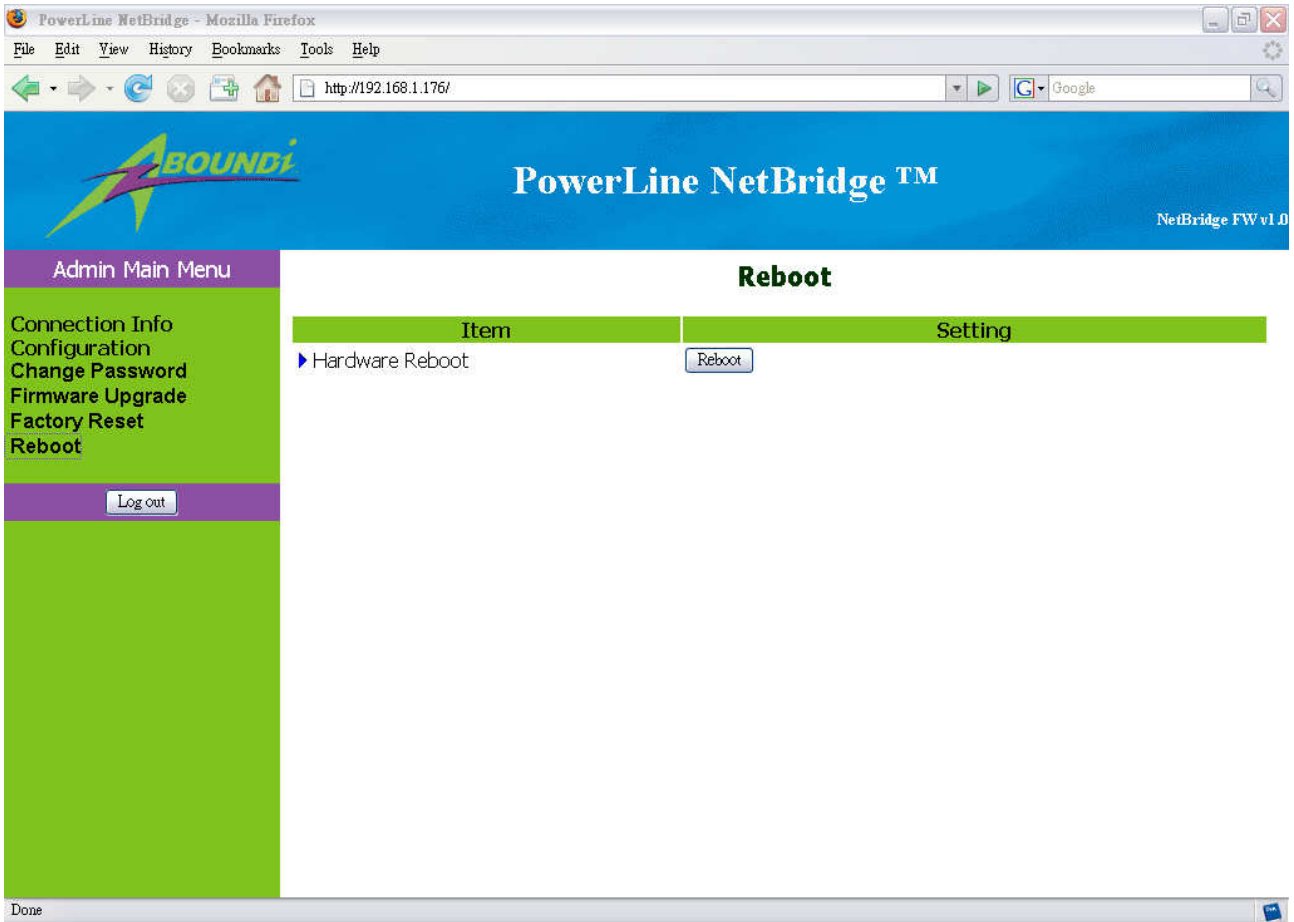 PowerLine NetBridge - Mozilla Firefox
File Edit View History Bookmarks Tools Help
http://192.168.1.176/
G Google
ABOUNDi
PowerLine NetBridge ™
NetBridge FW v1.0
Admin Main Menu
Connection Info
Configuration
Change Password
Firmware Upgrade
Factory Reset
Reboot
Log out
Reboot
Item Setting
Hardware Reboot Reboot
Done